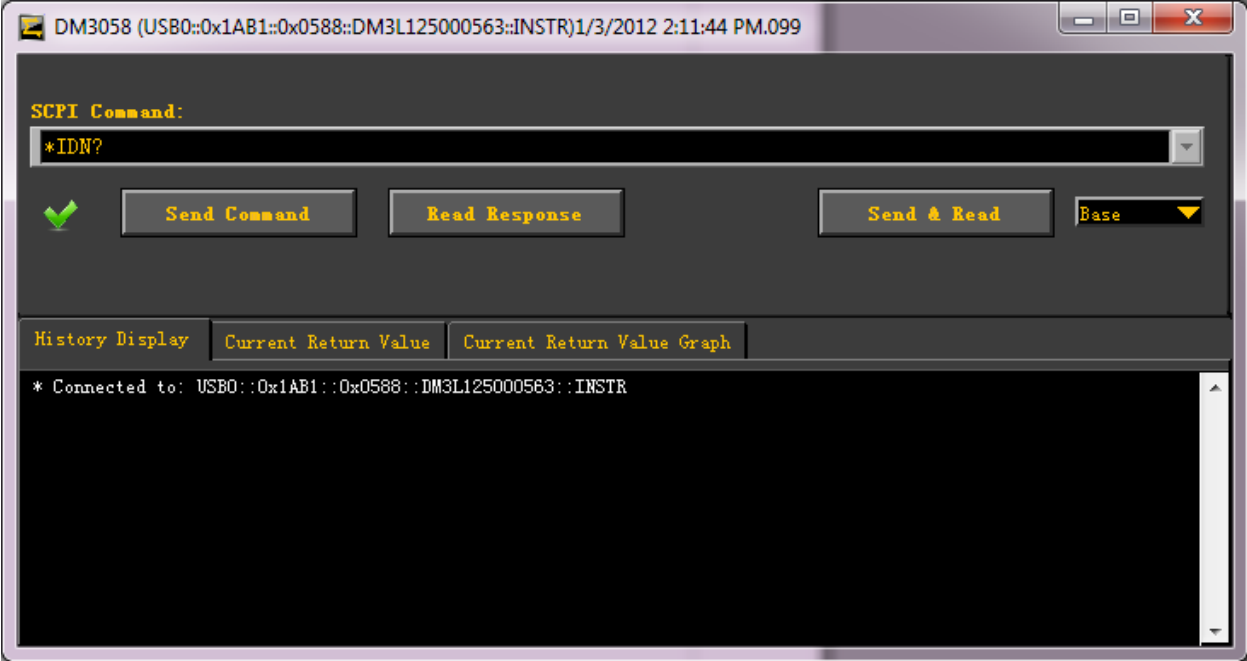 DM3058 (USB0::0x1AB1::0x0588::DM3L125000563::INSTR)1/3/2012 2:11:44 PM.099
SCPI Command:
*IDN?
Send Command Read Response Send & Read Base
History Display Current Return Value Current Return Value Graph
* Connected to: USB0::0x1AB1::0x0588::DM3L125000563::INSTR